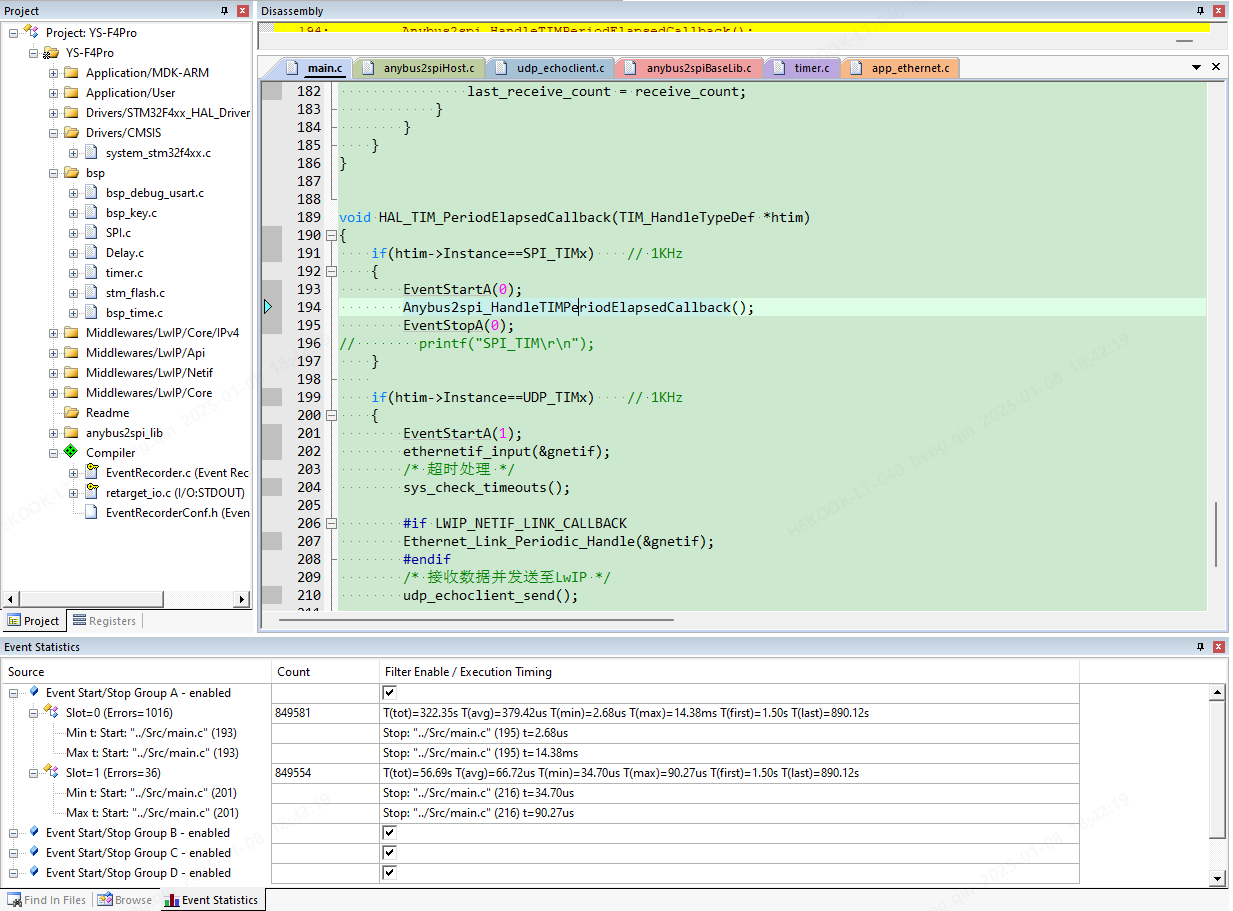 Project
Project: YS-F4Pro
YS-F4Pro
Application/MDK-ARM
Application/User
Drivers/STM32F4xx_HAL_Driver
Drivers/CMSIS
system_stm32f4xx.c
bsp
bsp_debug_usart.c
bsp_key.c
SPI.c
Delay.c
timer.c
stm_flash.c
bsp_time.c
Middlewares/LwIP/Core/IPv4
Middlewares/LwIP/Api
Middlewares/LwIP/Netif
Middlewares/LwIP/Core
Readme
anybus2spi_lib
Compiler
EventRecorder.c (Event Rec
retarget_io.c (I/O:STDOUT)
EventRecorderConf.h (Even
Project Registers
Disassembly
194: Anybus2spi_HandleTIMPeriodElapsedCallback();
main.c anybus2spiHost.c udp_echoclient.c anybus2spiBaseLib.c timer.c app_ethernet.c
182 last_receive_count = receive_count;
183 }
184 }
185 }
186 }
187
188
189 void HAL_TIM_PeriodElapsedCallback(TIM_HandleTypeDef *htim)
190 {
191 if(htim->Instance==SPI_TIMx) // 1KHz
192 {
193 EventStartA(0);
194 Anybus2spi_HandleTIMPeriodElapsedCallback();
195 EventStopA(0);
196 // printf("SPI_TIM\r\n");
197 }
198
199 if(htim->Instance==UDP_TIMx) // 1KHz
200 {
201 EventStartA(1);
202 ethernetif_input(&gnetif);
203 /* 超时处理 */
204 sys_check_timeouts();
205
206 #if LWIP_NETIF_LINK_CALLBACK
207 Ethernet_Link_Periodic_Handle(&gnetif);
208 #endif
209 /* 接收数据并发送至LwIP */
210 udp_echoclient_send();
211
Event Statistics
Source Count Filter Enable / Execution Timing
Event Start/Stop Group A - enabled
Slot=0 (Errors=1016) 849581 T(tot)=322.35s T(avg)=379.42us T(min)=2.68us T(max)=14.38ms T(first)=1.50s T(last)=890.12s
Min t: Start: "../Src/main.c" (193) Stop: "../Src/main.c" (195) t=2.68us
Max t: Start: "../Src/main.c" (193) Stop: "../Src/main.c" (195) t=14.38ms
Slot=1 (Errors=36) 849554 T(tot)=56.69s T(avg)=66.72us T(min)=34.70us T(max)=90.27us T(first)=1.50s T(last)=890.12s
Min t: Start: "../Src/main.c" (201) Stop: "../Src/main.c" (216) t=34.70us
Max t: Start: "../Src/main.c" (201) Stop: "../Src/main.c" (216) t=90.27us
Event Start/Stop Group B - enabled
Event Start/Stop Group C - enabled
Event Start/Stop Group D - enabled
Find In Files Browse Event Statistics